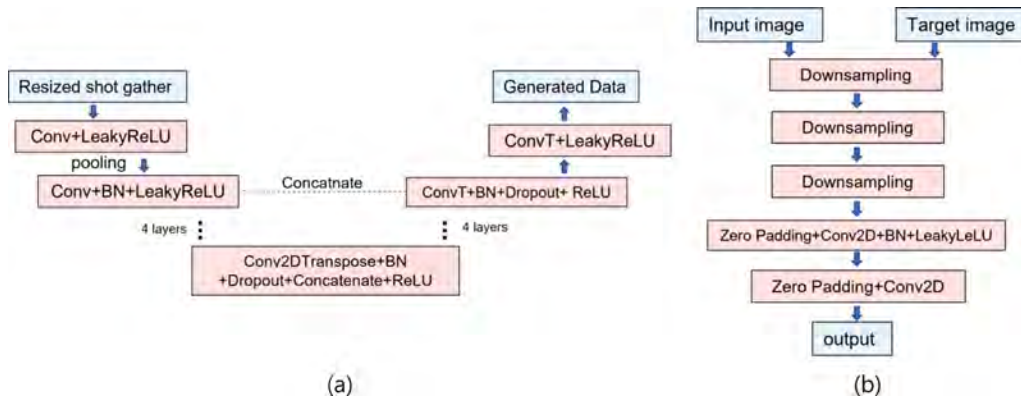 Resized shot gather
Conv+LeakyReLU
pooling
Conv+BN+LeakyReLU
Concatnate
4 layers
Conv2DTranspose+BN
+Dropout+Concatenate+ReLU
4 layers
ConvT+BN+Dropout+ ReLU
ConvT+LeakyReLU
Generated Data
(a)
Input image
Target image
Downsampling
Downsampling
Downsampling
Zero Padding+Conv2D+BN+LeakyLeLU
Zero Padding+Conv2D
output
(b)